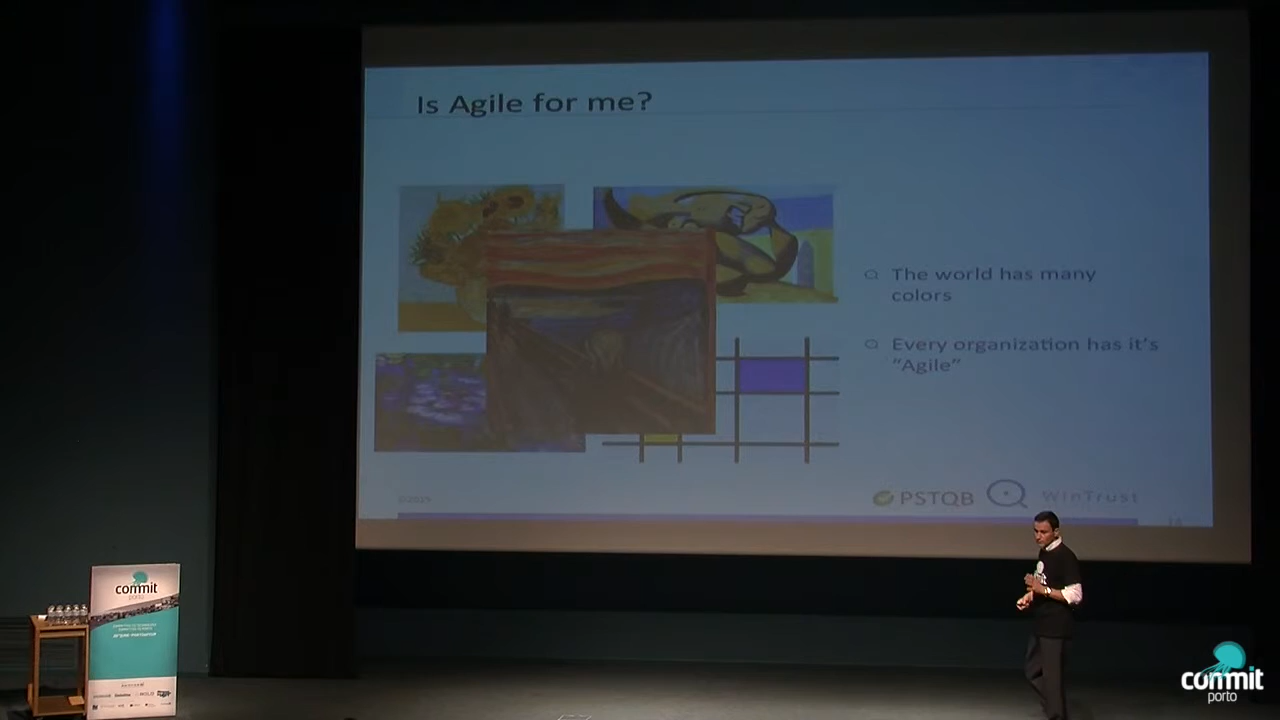 Is Agile for me?
The world has many
colors
Every organization has it's
"Agile"
PSTQB
WinTrust
commit
porto
commit
porto